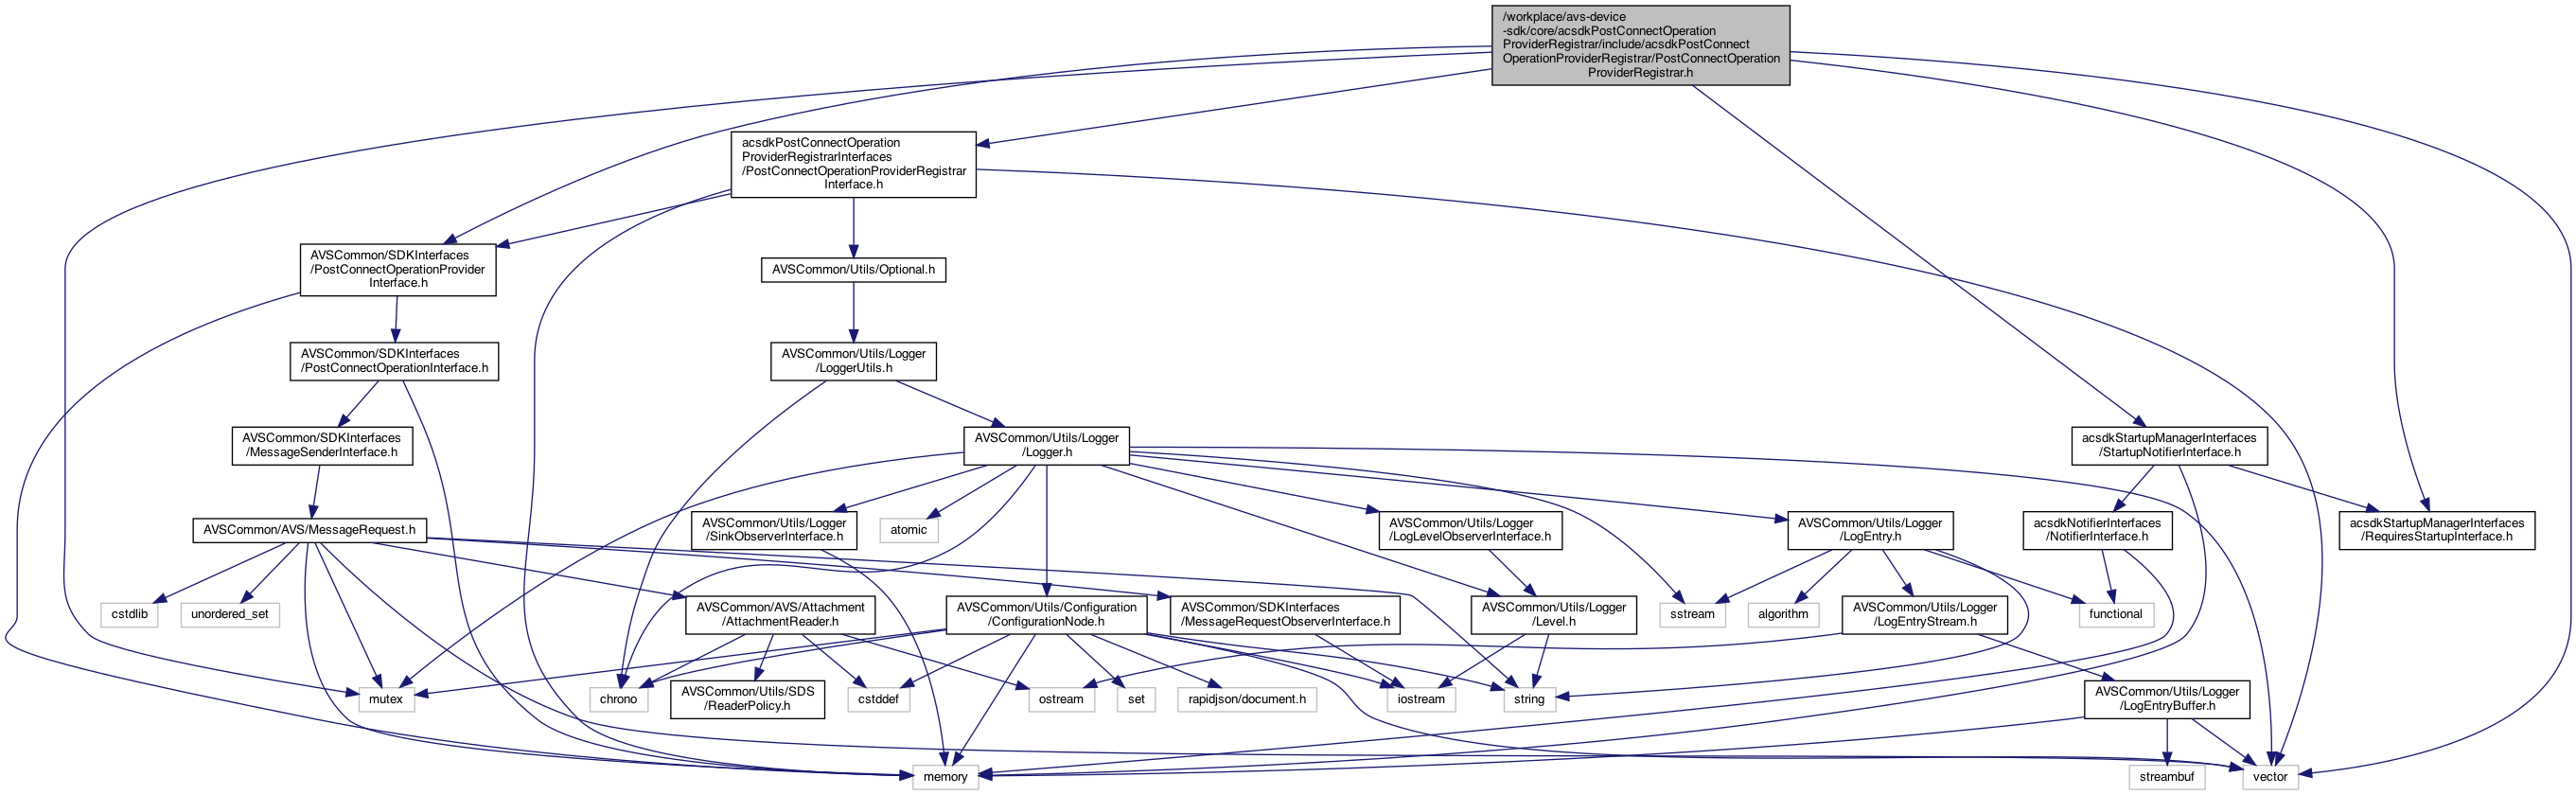 /workplace/avs-device
-sdk/core/acsdkPostConnectOperation
ProviderRegistrar/include/acsdkPostConnect
OperationProviderRegistrar/PostConnectOperation
ProviderRegistrar.h
acsdkPostConnectOperation
ProviderRegistrarInterfaces
/PostConnectOperationProviderRegistrar
Interface.h
AVSCommon/SDKInterfaces
/PostConnectOperationProvider
Interface.h
AVSCommon/Utils/Optional.h
AVSCommon/SDKInterfaces
/PostConnectOperationInterface.h
AVSCommon/Utils/Logger
/LoggerUtils.h
AVSCommon/SDKInterfaces
/MessageSenderInterface.h
AVSCommon/Utils/Logger
/Logger.h
acsdkStartupManagerInterfaces
/StartupNotifierInterface.h
AVSCommon/AVS/MessageRequest.h
AVSCommon/Utils/Logger
/SinkObserverInterface.h
atomic
AVSCommon/Utils/Logger
/LogLevelObserverInterface.h
AVSCommon/Utils/Logger
/LogEntry.h
acsdkNotifierInterfaces
/NotifierInterface.h
acsdkStartupManagerInterfaces
/RequiresStartupInterface.h
cstdlib
unordered_set
AVSCommon/AVS/Attachment
/AttachmentReader.h
AVSCommon/Utils/Configuration
/ConfigurationNode.h
AVSCommon/SDKInterfaces
/MessageRequestObserverInterface.h
AVSCommon/Utils/Logger
/Level.h
sstream
algorithm
AVSCommon/Utils/Logger
/LogEntryStream.h
functional
mutex
chrono
AVSCommon/Utils/SDS
/ReaderPolicy.h
cstddef
ostream
set
rapidjson/document.h
iostream
string
AVSCommon/Utils/Logger
/LogEntryBuffer.h
memory
streambuf
vector